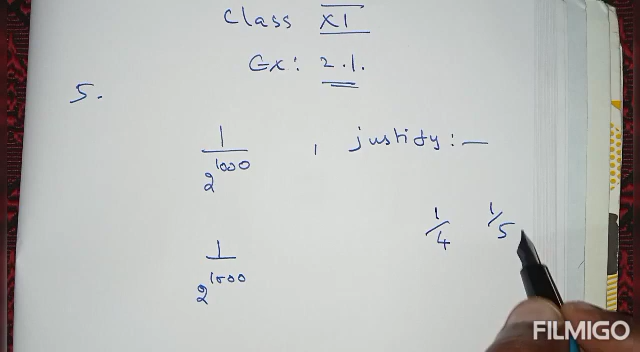 Class XI
Ex: 2.1.
5.
1/2^1000 , justify:—
1/4 1/5
1/2^1000
FILMIGO